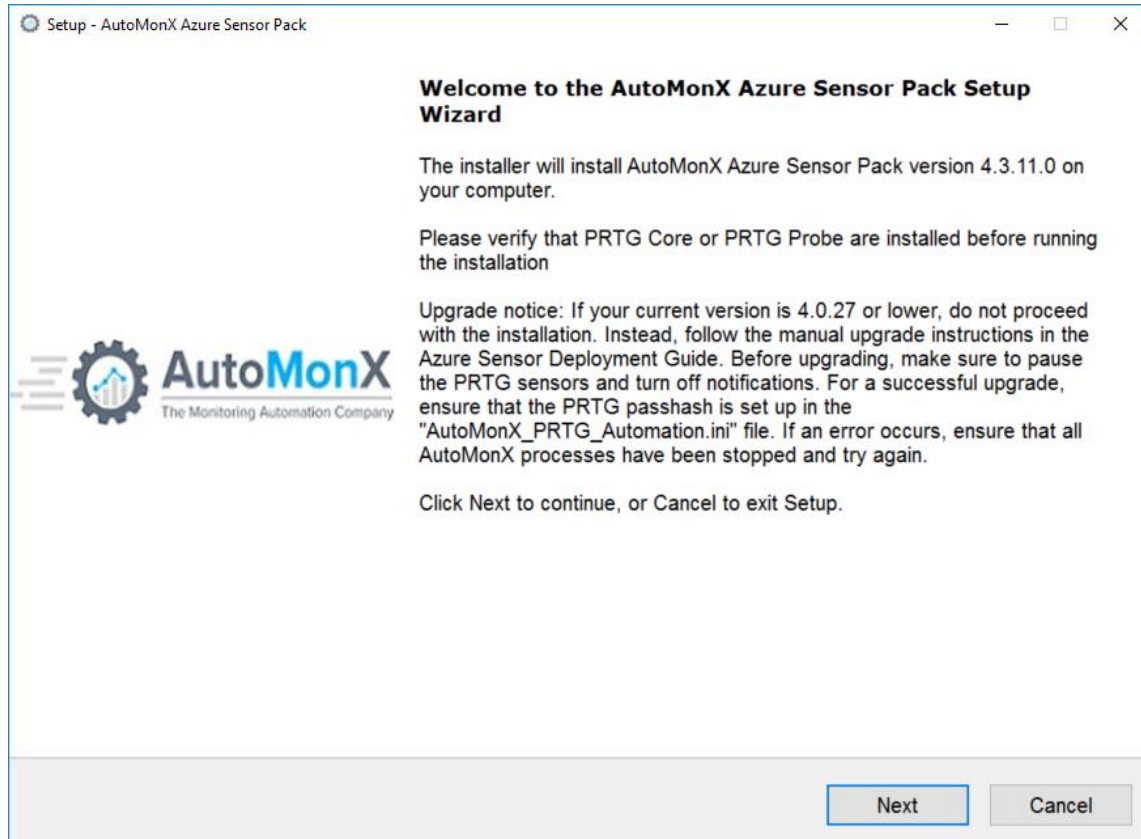 Setup - AutoMonX Azure Sensor Pack
Welcome to the AutoMonX Azure Sensor Pack Setup
Wizard
The installer will install AutoMonX Azure Sensor Pack version 4.3.11.0 on
your computer.
Please verify that PRTG Core or PRTG Probe are installed before running
the installation
Upgrade notice: If your current version is 4.0.27 or lower, do not proceed
with the installation. Instead, follow the manual upgrade instructions in the
Azure Sensor Deployment Guide. Before upgrading, make sure to pause
the PRTG sensors and turn off notifications. For a successful upgrade,
ensure that the PRTG passhash is set up in the
"AutoMonX_PRTG_Automation.ini" file. If an error occurs, ensure that all
AutoMonX processes have been stopped and try again.
Click Next to continue, or Cancel to exit Setup.
AutoMonX
The Monitoring Automation Company
Next
Cancel